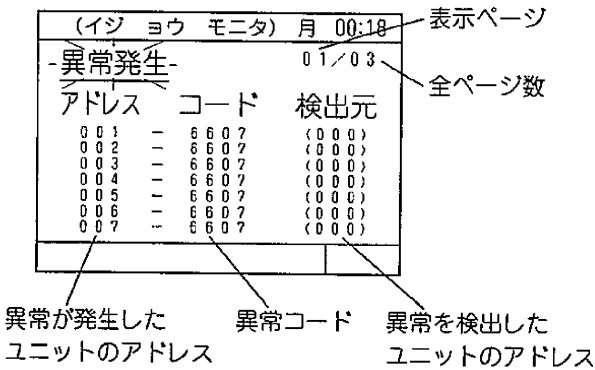 (イジョウ モニタ) 月 00:18
表示ページ
-異常発生-
01/03
全ページ数
アドレス コード 検出元
001 - 6607 (000)
002 - 6607 (000)
003 - 6607 (000)
004 - 6607 (000)
005 - 6607 (000)
006 - 6607 (000)
007 - 6607 (000)
異常が発生した
ユニットのアドレス
異常コード
異常を検出した
ユニットのアドレス